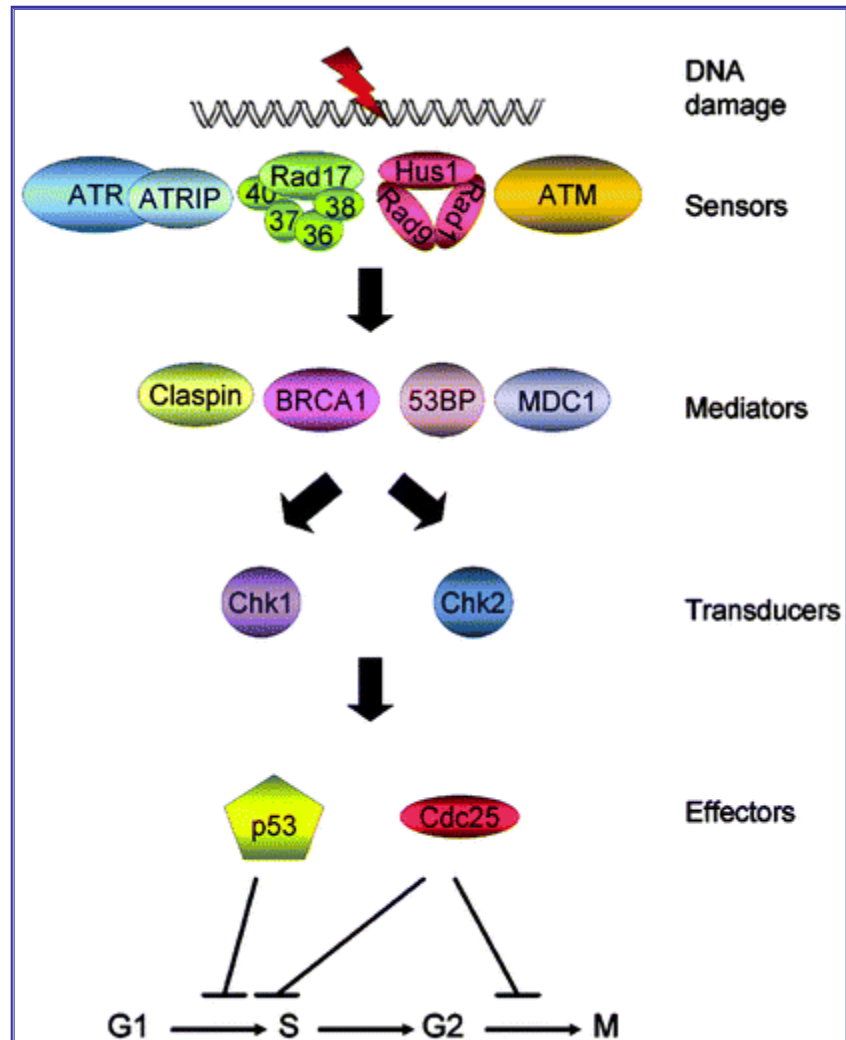 DNA
damage
ATR
ATRIP
40
Rad17
38
37
36
Hus1
Rad9
Rad1
ATM
Sensors
Claspin
BRCA1
53BP
MDC1
Mediators
Chk1
Chk2
Transducers
p53
Cdc25
Effectors
G1
S
G2
M